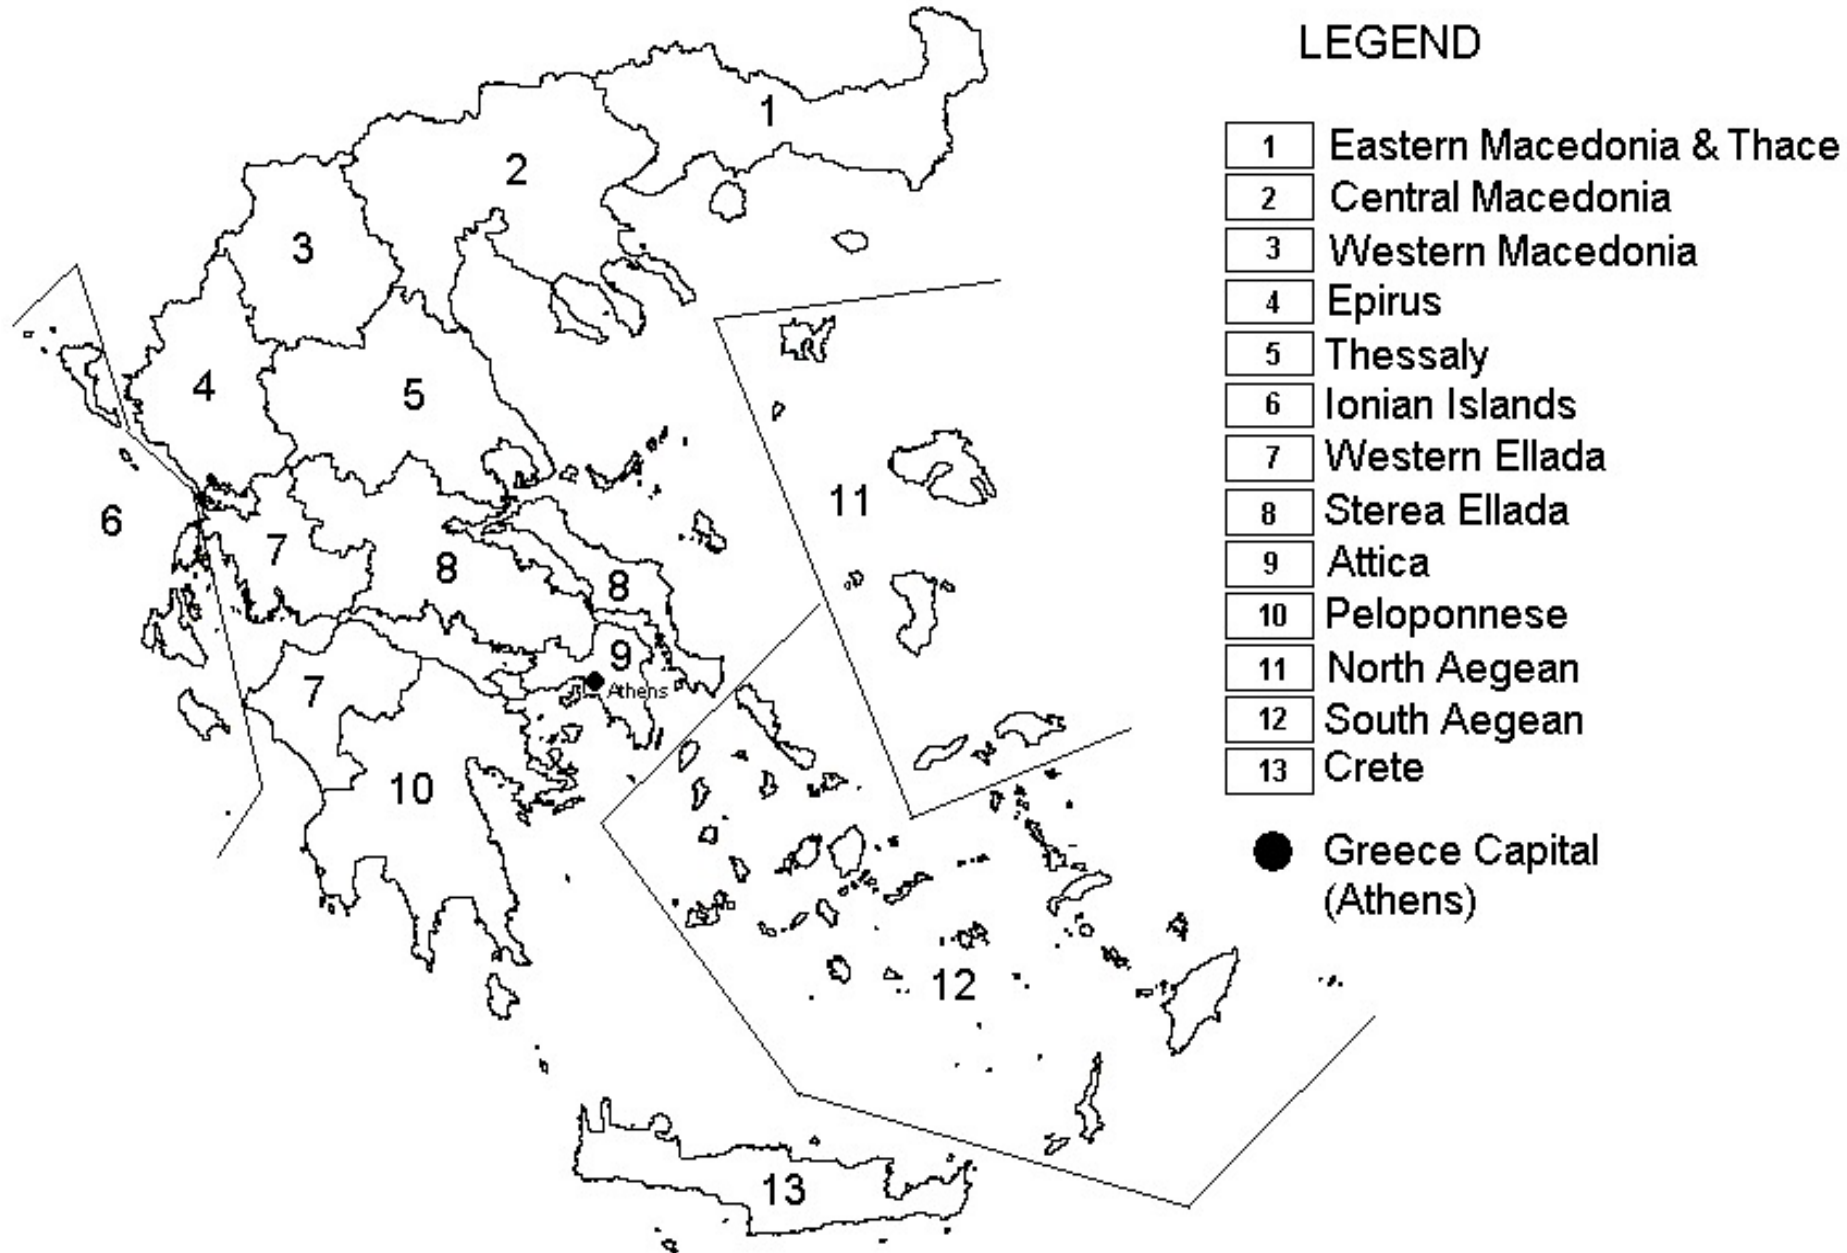 LEGEND
1 Eastern Macedonia & Thace
2 Central Macedonia
3 Western Macedonia
4 Epirus
5 Thessaly
6 Ionian Islands
7 Western Ellada
8 Sterea Ellada
9 Attica
10 Peloponnese
11 North Aegean
12 South Aegean
13 Crete
Greece Capital
(Athens)
1
2
3
4
5
6
7
8
8
9
Athens
7
10
11
12
13